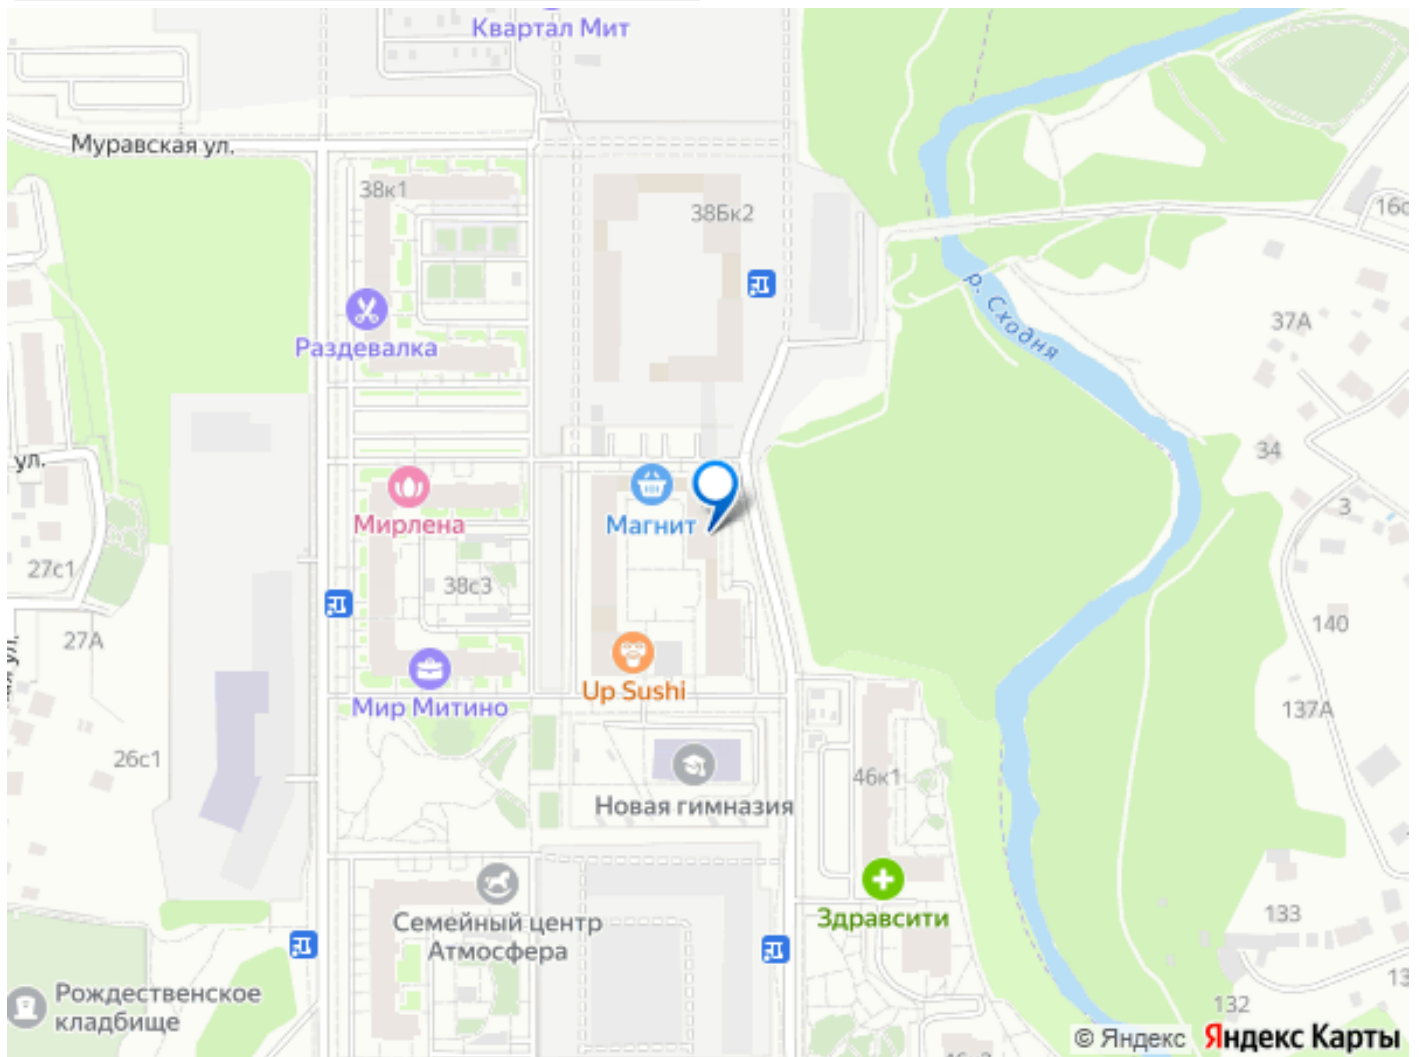 Квартал Мит
Муравская ул.
38к1
38Бк2
16с
р. Сходня
37А
Раздевалка
34
ул.
Магнит
Мирлена
3
27с1
38с3
140
27А
Up Sushi
Мир Митино
137А
26с1
46к1
Новая гимназия
Здравсити
133
Семейный центр
Атмосфера
13
Рождественское
кладбище
132
© Яндекс Яндекс Карты